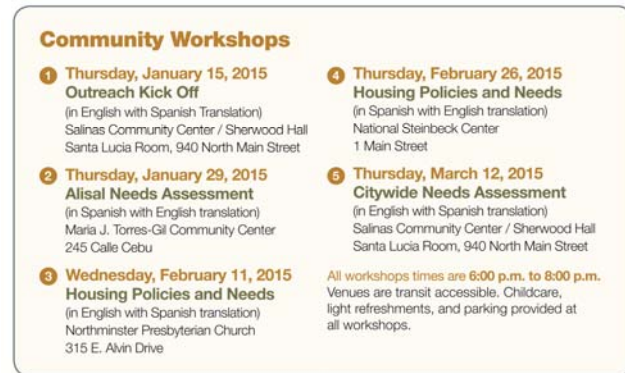 Community Workshops
1 Thursday, January 15, 2015
Outreach Kick Off
(in English with Spanish Translation)
Salinas Community Center / Sherwood Hall
Santa Lucia Room, 940 North Main Street
2 Thursday, January 29, 2015
Alisal Needs Assessment
(in Spanish with English translation)
Maria J. Torres-Gil Community Center
245 Calle Cebu
3 Wednesday, February 11, 2015
Housing Policies and Needs
(in English with Spanish translation)
Northminster Presbyterian Church
315 E. Alvin Drive
4 Thursday, February 26, 2015
Housing Policies and Needs
(in Spanish with English translation)
National Steinbeck Center
1 Main Street
5 Thursday, March 12, 2015
Citywide Needs Assessment
(in English with Spanish translation)
Salinas Community Center / Sherwood Hall
Santa Lucia Room, 940 North Main Street
All workshops times are 6:00 p.m. to 8:00 p.m.
Venues are transit accessible. Childcare,
light refreshments, and parking provided at
all workshops.